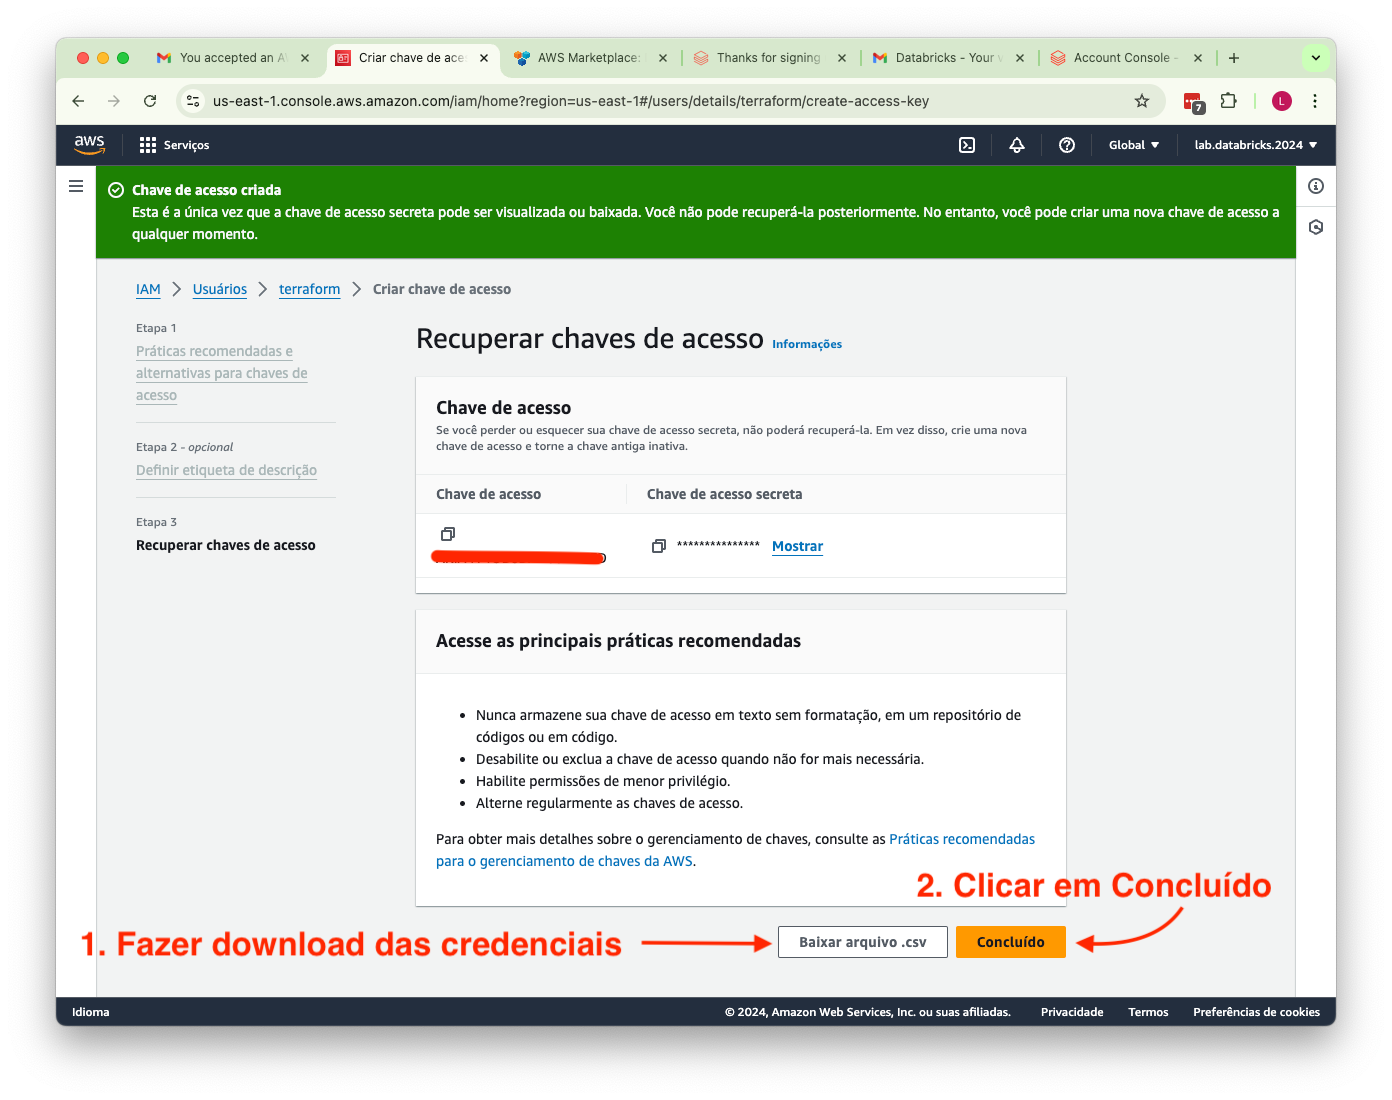 You accepted an A
Criar chave de ace
AWS Marketplace:
Thanks for signing
Databricks - Your
Account Console -
us-east-1.console.aws.amazon.com/iam/home?region=us-east-1#/users/details/terraform/create-access-key
7
L
aws
Serviços
Global
lab.databricks.2024
Chave de acesso criada
Esta é a única vez que a chave de acesso secreta pode ser visualizada ou baixada. Você não pode recuperá-la posteriormente. No entanto, você pode criar uma nova chave de acesso a
qualquer momento.
IAM
Usuários
terraform
Criar chave de acesso
Etapa 1
Práticas recomendadas e
alternativas para chaves de
acesso
Etapa 2 - opcional
Definir etiqueta de descrição
Etapa 3
Recuperar chaves de acesso
Recuperar chaves de acesso Informações
Chave de acesso
Se você perder ou esquecer sua chave de acesso secreta, não poderá recuperá-la. Em vez disso, crie uma nova
chave de acesso e torne a chave antiga inativa.
Chave de acesso
Chave de acesso secreta
*************** Mostrar
Acesse as principais práticas recomendadas
• Nunca armazene sua chave de acesso em texto sem formatação, em um repositório de
códigos ou em código.
• Desabilite ou exclua a chave de acesso quando não for mais necessária.
• Habilite permissões de menor privilégio.
• Alterne regularmente as chaves de acesso.
Para obter mais detalhes sobre o gerenciamento de chaves, consulte as Práticas recomendadas
para o gerenciamento de chaves da AWS.
2. Clicar em Concluído
1. Fazer download das credenciais
Baixar arquivo .csv
Concluído
Idioma
© 2024, Amazon Web Services, Inc. ou suas afiliadas.
Privacidade
Termos
Preferências de cookies